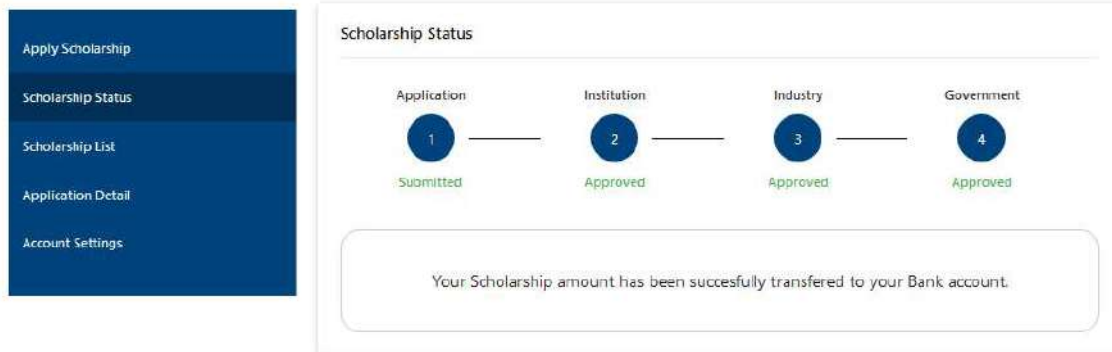 Apply Scholarship
Scholarship Status
Scholarship List
Application Detail
Account Settings
Scholarship Status
Application Institution Industry Government
1 2 3 4
Submitted Approved Approved Approved
Your Scholarship amount has been succesfully transfered to your Bank account.